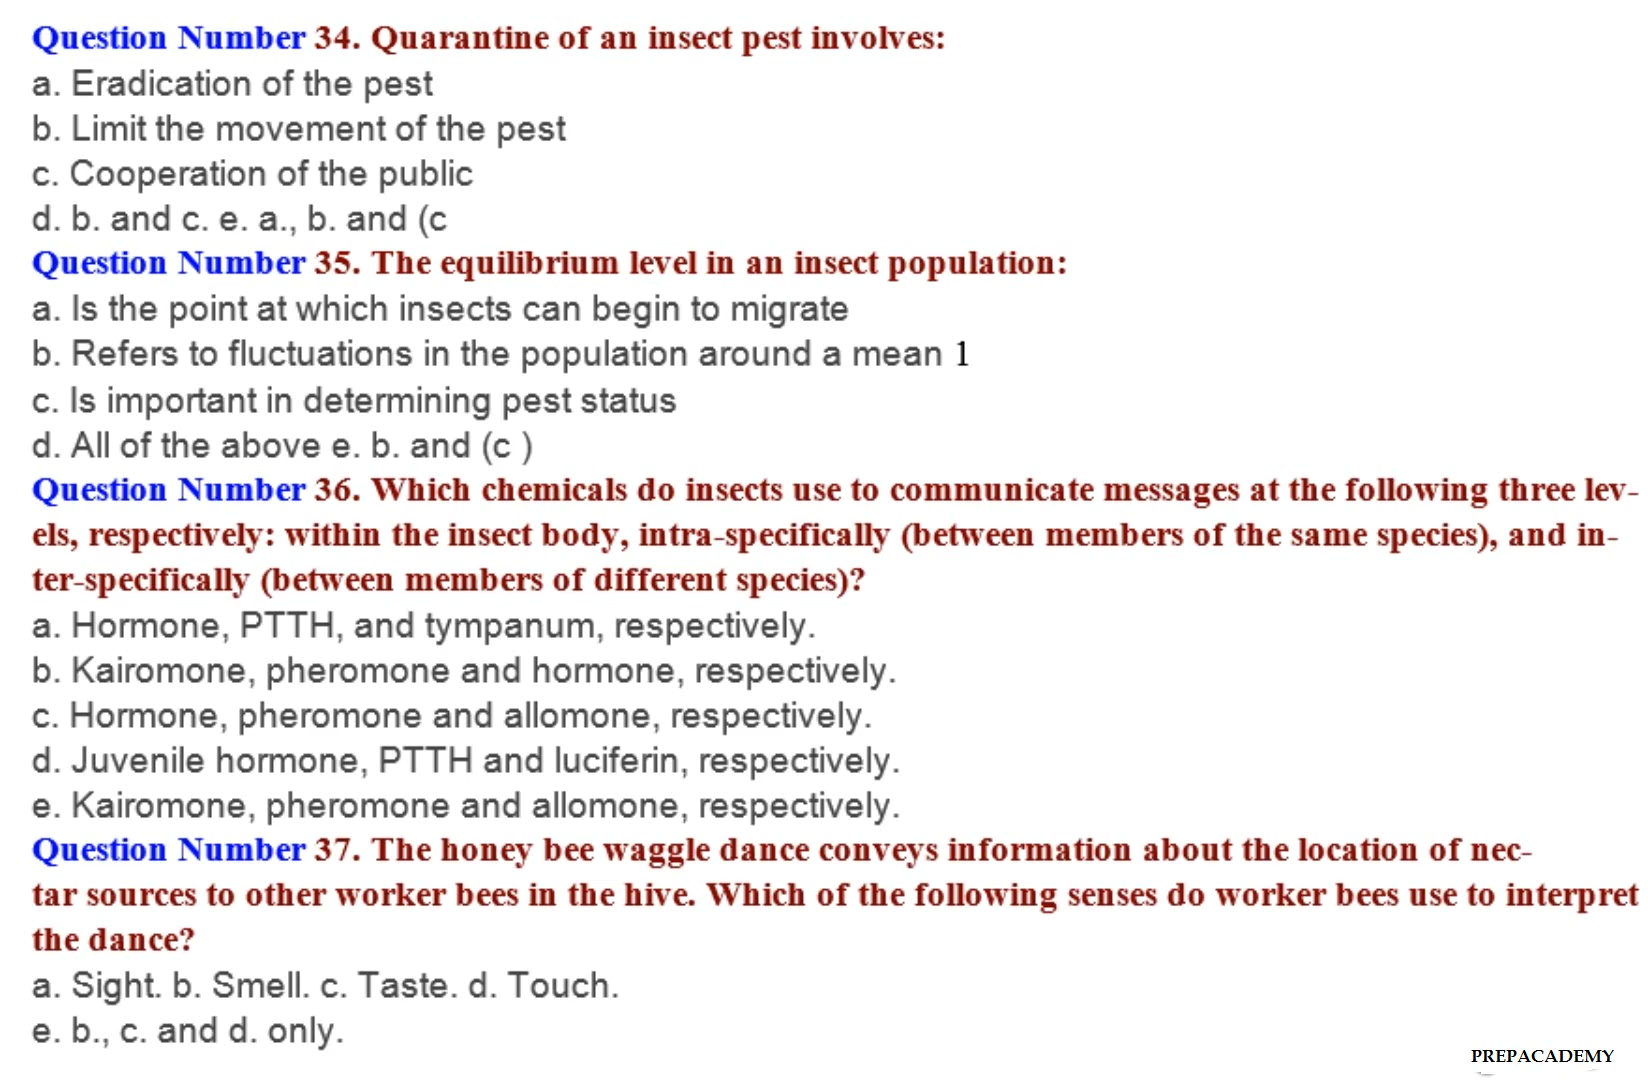 Question Number 34. Quarantine of an insect pest involves:
a. Eradication of the pest
b. Limit the movement of the pest
c. Cooperation of the public
d. b. and c. e. a., b. and (c
Question Number 35. The equilibrium level in an insect population:
a. Is the point at which insects can begin to migrate
b. Refers to fluctuations in the population around a mean 1
c. Is important in determining pest status
d. All of the above e. b. and (c )
Question Number 36. Which chemicals do insects use to communicate messages at the following three lev-
els, respectively: within the insect body, intra-specifically (between members of the same species), and in-
ter-specifically (between members of different species)?
a. Hormone, PTTH, and tympanum, respectively.
b. Kairomone, pheromone and hormone, respectively.
c. Hormone, pheromone and allomone, respectively.
d. Juvenile hormone, PTTH and luciferin, respectively.
e. Kairomone, pheromone and allomone, respectively.
Question Number 37. The honey bee waggle dance conveys information about the location of nec-
tar sources to other worker bees in the hive. Which of the following senses do worker bees use to interpret
the dance?
a. Sight. b. Smell. c. Taste. d. Touch.
e. b., c. and d. only.
PREPACADEMY